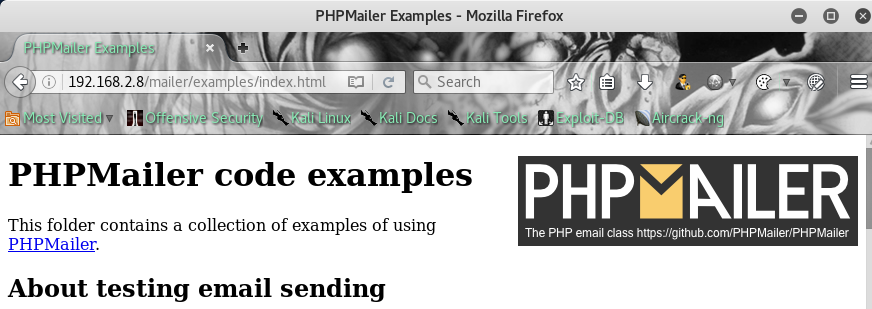 PHPMailer Examples - Mozilla Firefox
PHPMailer Examples
192.168.2.8/mailer/examples/index.html
Search
Most Visited Offensive Security Kali Linux Kali Docs Kali Tools Exploit-DB Aircrack-ng
PHPMailer code examples
PHPMAILER
The PHP email class https://github.com/PHPMailer/PHPMailer
This folder contains a collection of examples of using
PHPMailer.
About testing email sending